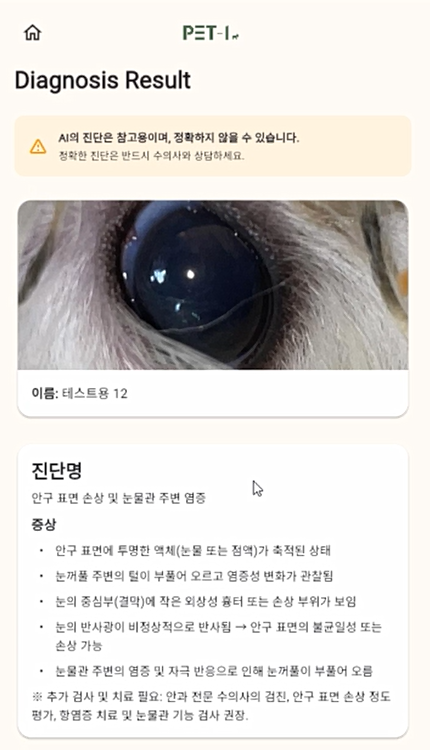 PET-I
Diagnosis Result
AI의 진단은 참고용이며, 정확하지 않을 수 있습니다.
정확한 진단은 반드시 수의사와 상담하세요.
이름: 테스트용 12
진단명
안구 표면 손상 및 눈물관 주변 염증
증상
• 안구 표면에 투명한 액체(눈물 또는 점액)가 축적된 상태
• 눈꺼풀 주변의 털이 부풀어 오르고 염증성 변화가 관찰됨
• 눈의 중심부(결막)에 작은 외상성 흉터 또는 손상 부위가 보임
• 눈의 반사광이 비정상적으로 반사됨 → 안구 표면의 불균일성 또는
손상 가능
• 눈물관 주변의 염증 및 자극 반응으로 인해 눈꺼풀이 부풀어 오름
※ 추가 검사 및 치료 필요: 안과 전문 수의사의 검진, 안구 표면 손상 정도
평가, 항염증 치료 및 눈물관 기능 검사 권장.